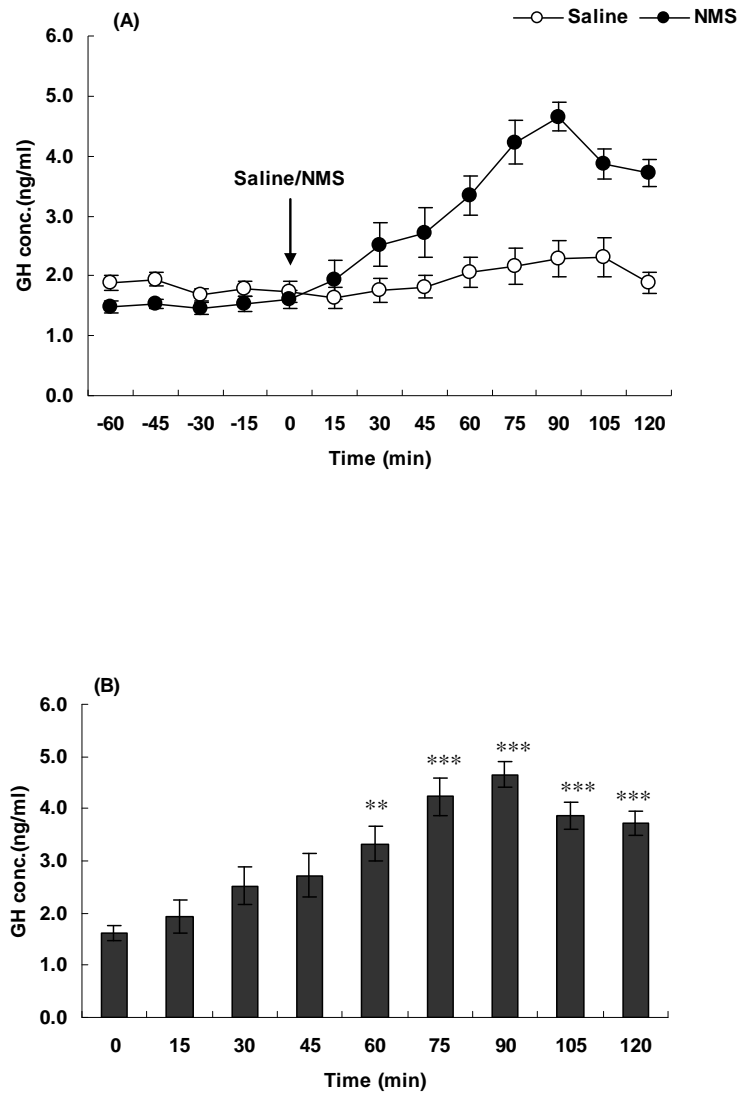 (A)
Saline NMS
6.0
5.0
4.0
3.0
2.0
1.0
0.0
GH conc.(ng/ml)
Saline/NMS
-60 -45 -30 -15 0 15 30 45 60 75 90 105 120
Time (min)
(B)
6.0
5.0
4.0
3.0
2.0
1.0
0.0
GH conc.(ng/ml)
** *** *** *** ***
0 15 30 45 60 75 90 105 120
Time (min)